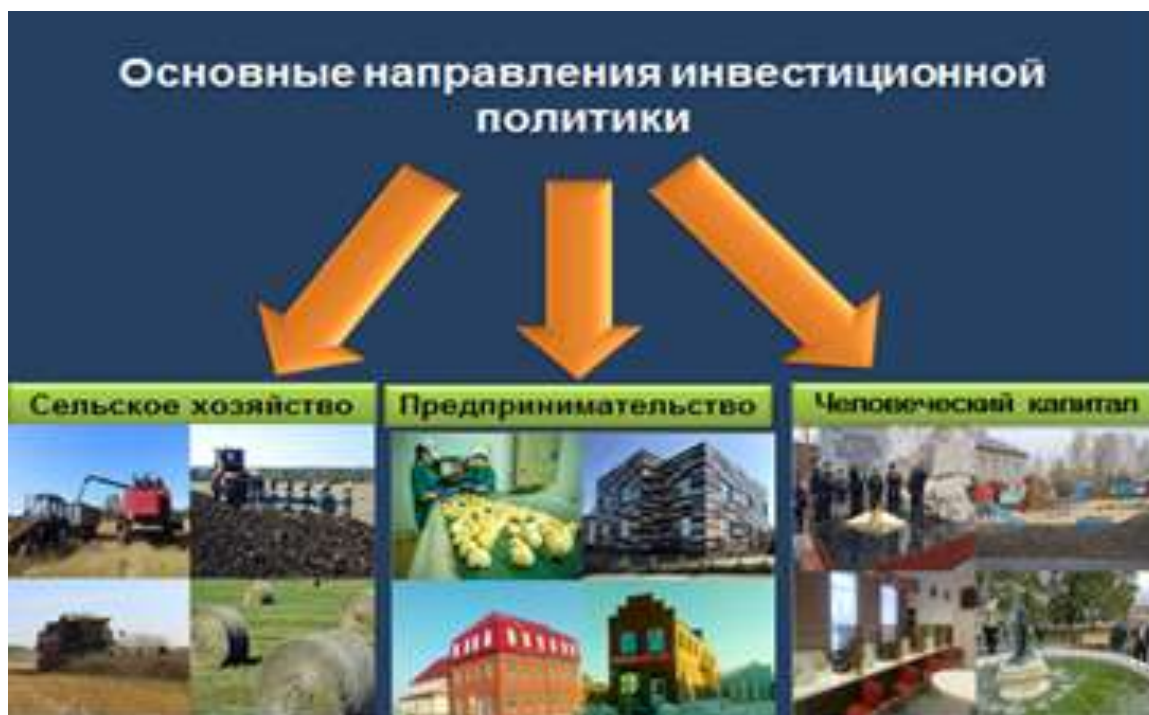 Основные направления инвестиционной
политики
Сельское хозяйство
Предпринимательство
Человеческий капитал